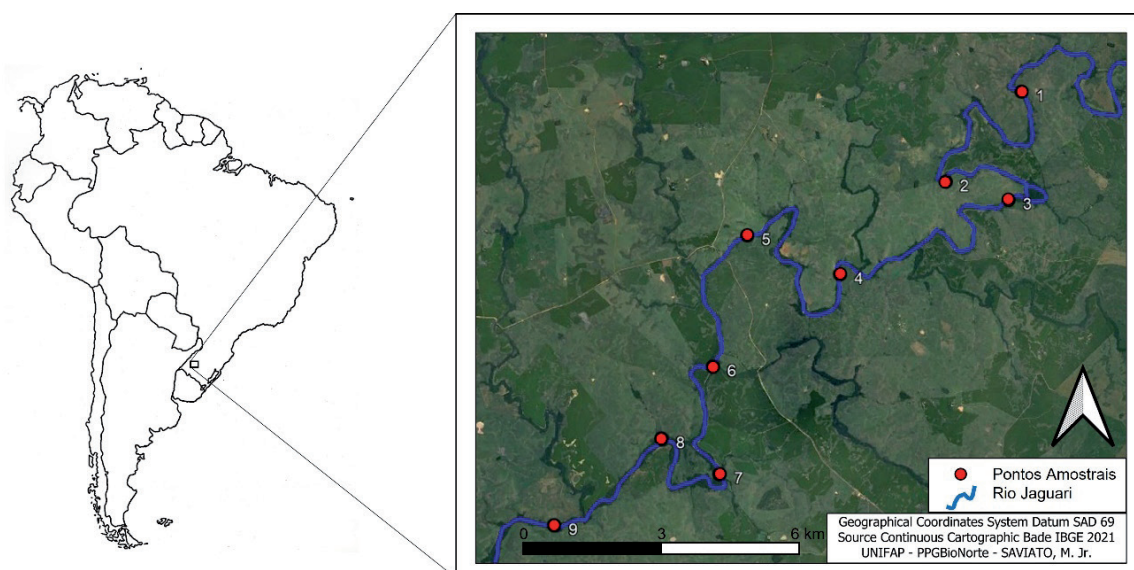 1
2
3
5
4
6
8
7
9
Pontos Amostrais
Rio Jaguari
0 3 6 km
Geographical Coordinates System Datum SAD 69
Source Continuous Cartographic Bade IBGE 2021
UNIFAP - PPGBioNorte - SAVIATO, M. Jr.